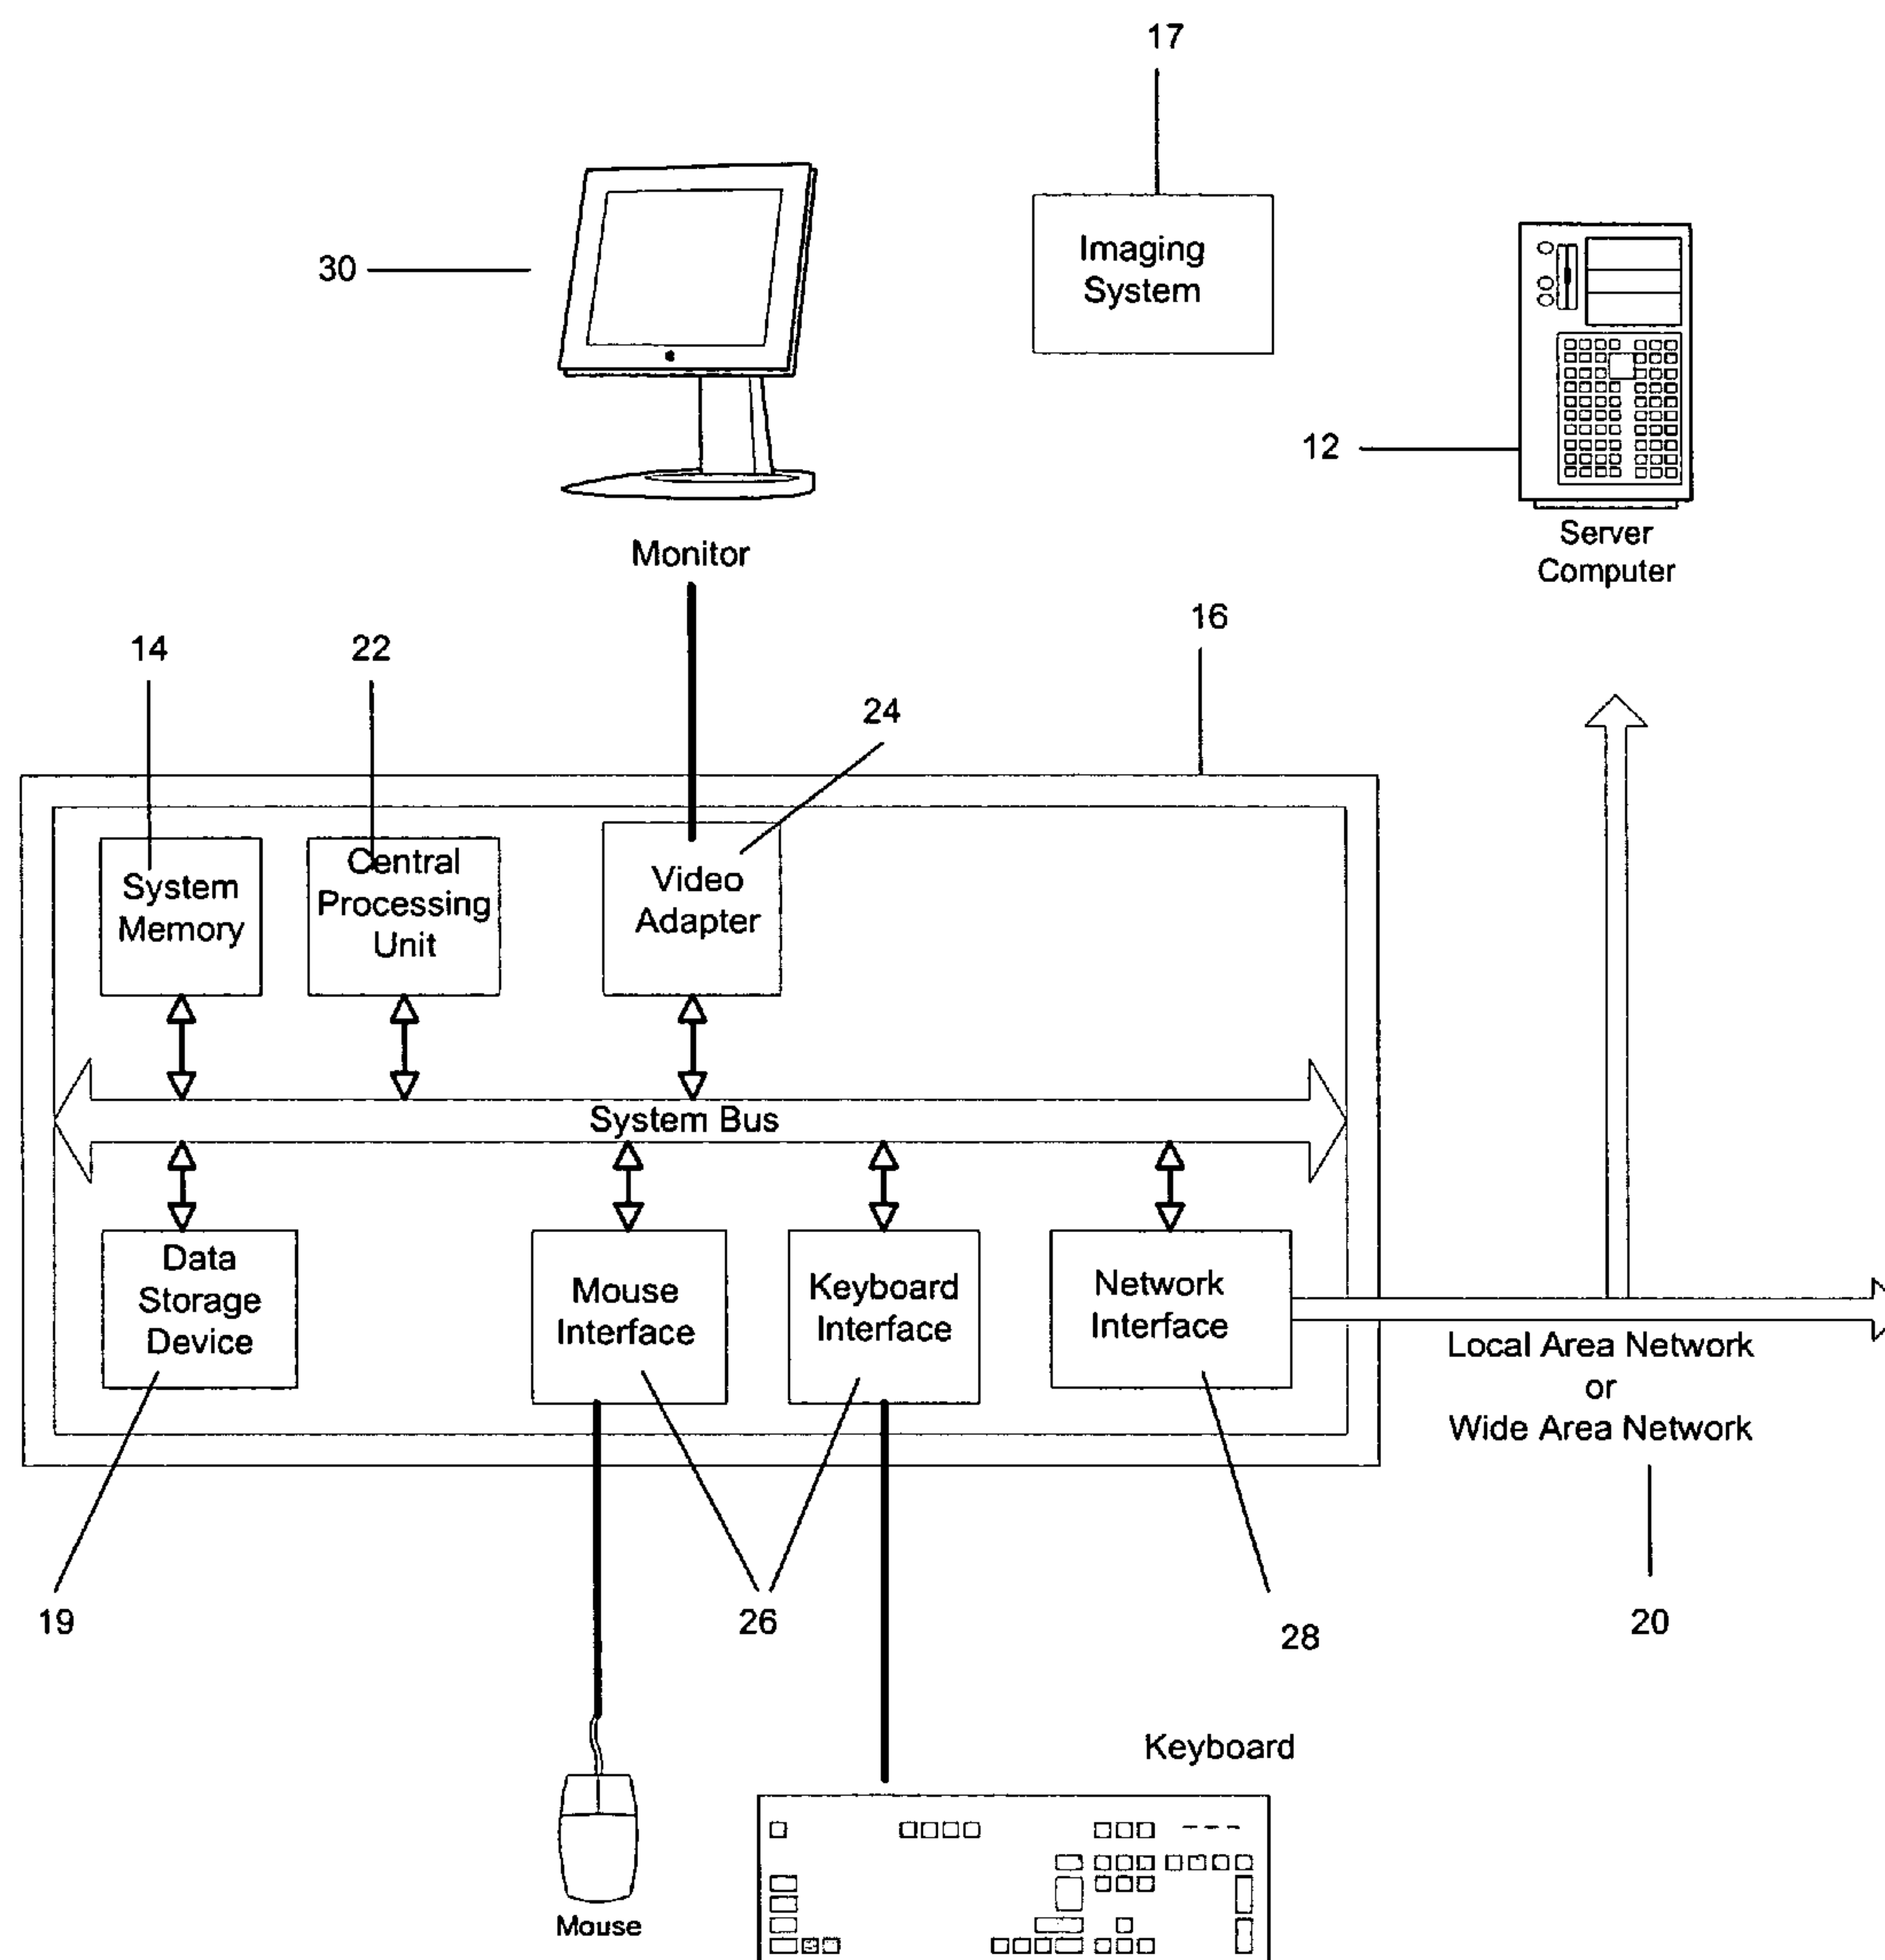 17
30
Imaging
System
12
Server
Computer
Monitor
16
14
22
24
System
Memory
Central
Processing
Unit
Video
Adapter
System Bus
Data
Storage
Device
Mouse
Interface
Keyboard
Interface
Network
Interface
Local Area Network
or
Wide Area Network
19
26
28
20
Keyboard
Mouse